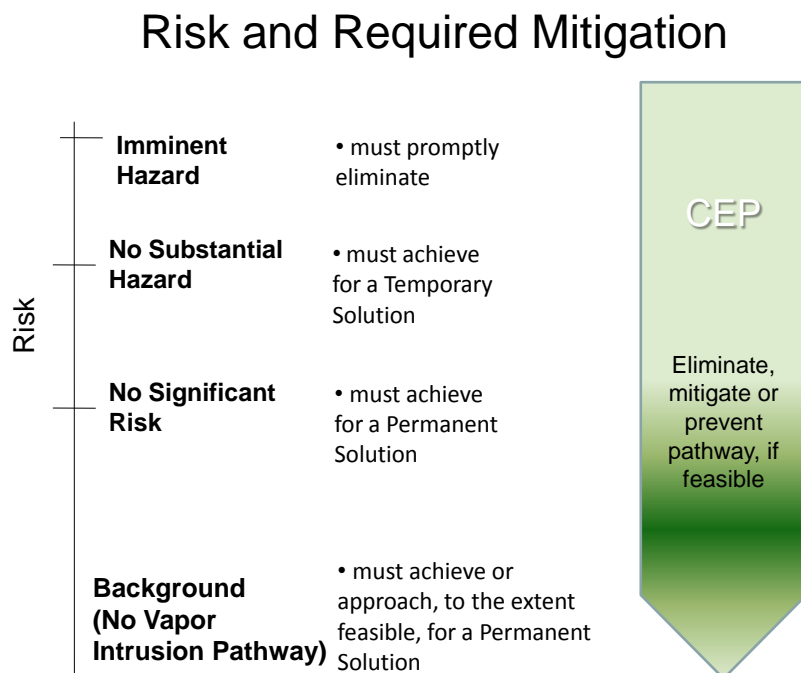 Risk and Required Mitigation
Risk
Imminent
Hazard
• must promptly
eliminate
No Substantial
Hazard
• must achieve
for a Temporary
Solution
No Significant
Risk
• must achieve
for a Permanent
Solution
Background
(No Vapor
Intrusion Pathway)
• must achieve or
approach, to the extent
feasible, for a Permanent
Solution
CEP
Eliminate,
mitigate or
prevent
pathway, if
feasible